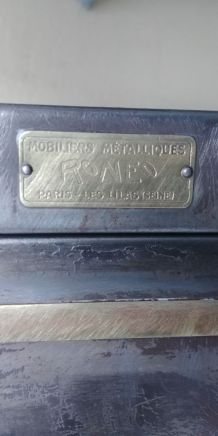 MOBILIERS MÉTALLIQUES
RONEO
PARIS - LES LILAS (SEINE)